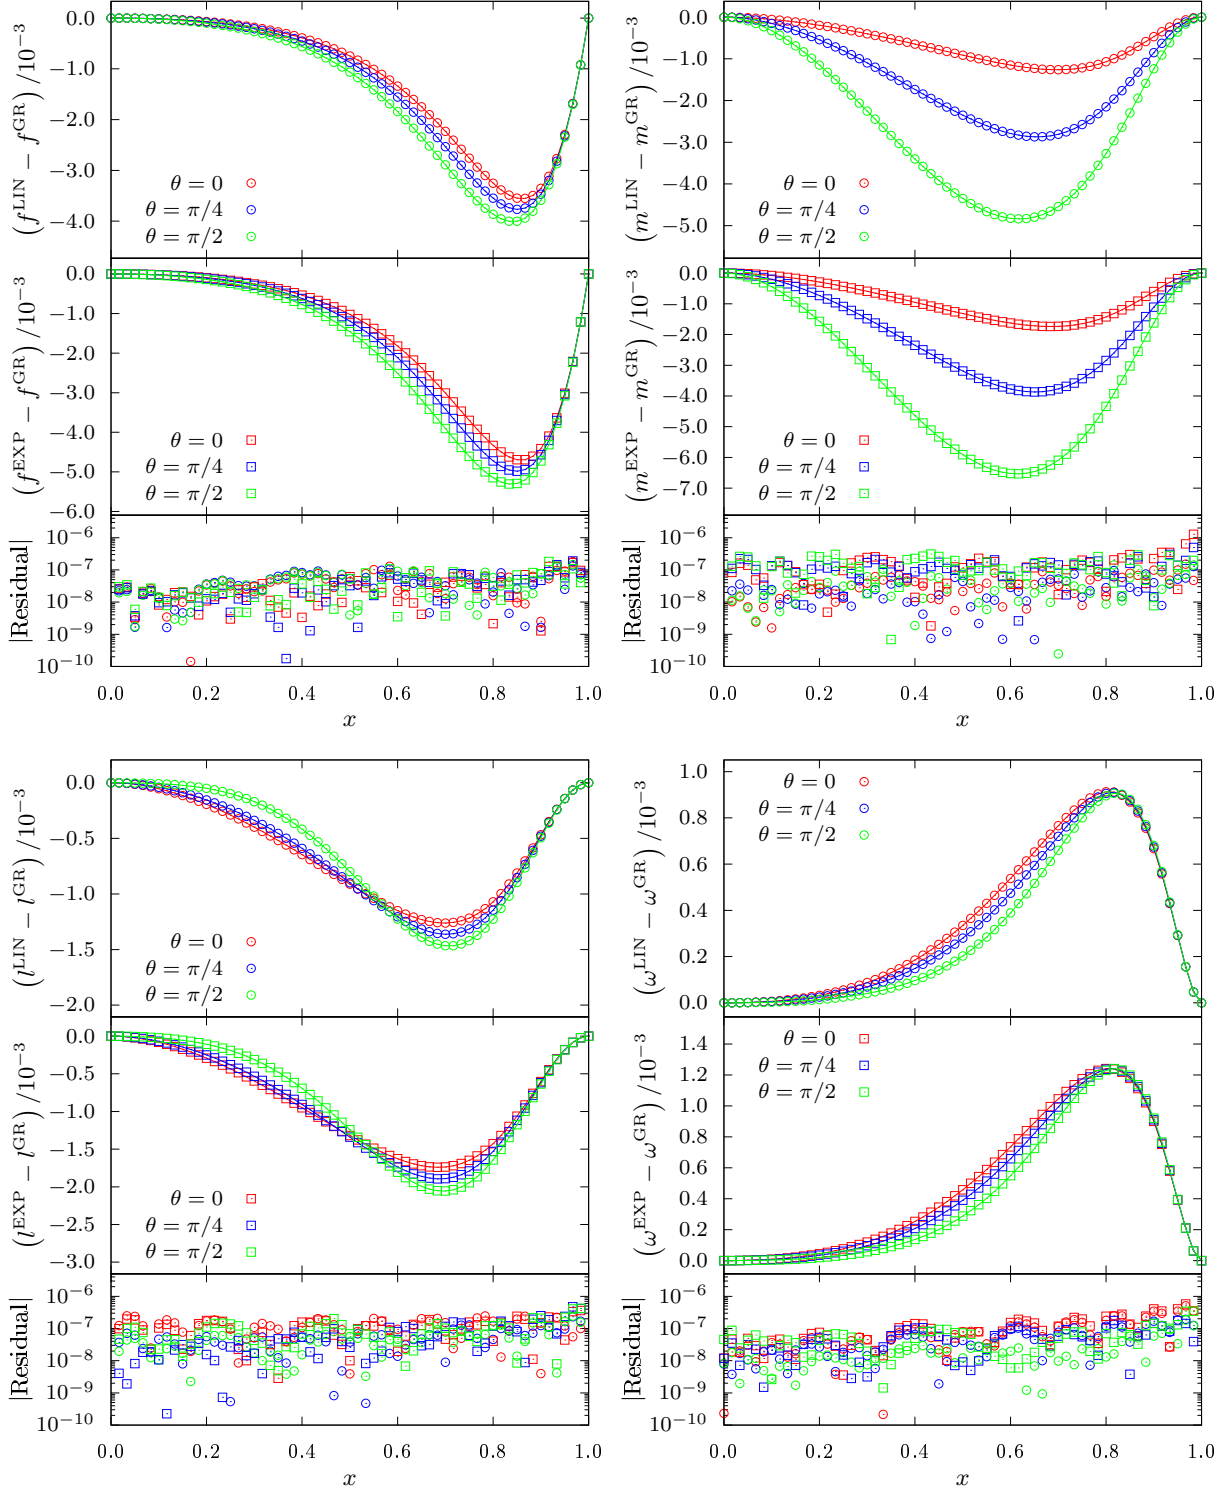 0.0
−1.0
−2.0
−3.0
−4.0
(f^LIN − f^GR) /10^−3
θ = 0
θ = π/4
θ = π/2
0.0
−1.0
−2.0
−3.0
−4.0
−5.0
−6.0
(f^EXP − f^GR) /10^−3
θ = 0
θ = π/4
θ = π/2
10^−6
10^−7
10^−8
10^−9
10^−10
|Residual|
0.0 0.2 0.4 0.6 0.8 1.0
x
0.0
−1.0
−2.0
−3.0
−4.0
−5.0
(m^LIN − m^GR) /10^−3
θ = 0
θ = π/4
θ = π/2
0.0
−1.0
−2.0
−3.0
−4.0
−5.0
−6.0
−7.0
(m^EXP − m^GR) /10^−3
θ = 0
θ = π/4
θ = π/2
10^−6
10^−7
10^−8
10^−9
10^−10
|Residual|
0.0 0.2 0.4 0.6 0.8 1.0
x
0.0
−0.5
−1.0
−1.5
−2.0
(l^LIN − l^GR) /10^−3
θ = 0
θ = π/4
θ = π/2
0.0
−0.5
−1.0
−1.5
−2.0
−2.5
−3.0
(l^EXP − l^GR) /10^−3
θ = 0
θ = π/4
θ = π/2
10^−6
10^−7
10^−8
10^−9
10^−10
|Residual|
0.0 0.2 0.4 0.6 0.8 1.0
x
1.0
0.8
0.6
0.4
0.2
0.0
(ω^LIN − ω^GR) /10^−3
θ = 0
θ = π/4
θ = π/2
1.4
1.2
1.0
0.8
0.6
0.4
0.2
0.0
(ω^EXP − ω^GR) /10^−3
θ = 0
θ = π/4
θ = π/2
10^−6
10^−7
10^−8
10^−9
10^−10
|Residual|
0.0 0.2 0.4 0.6 0.8 1.0
x